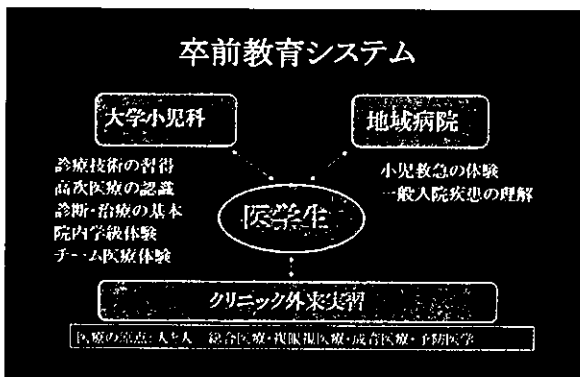 卒前教育システム
大学小児科
地域病院
診療技術の習得
高次医療の認識
診断・治療の基本
院内学級体験
チーム医療体験
小児救急の体験
一般入院疾患の理解
医学生
クリニック外来実習
医療の原点:人と人 総合医療・複眼視医療・成育医療・予防医学